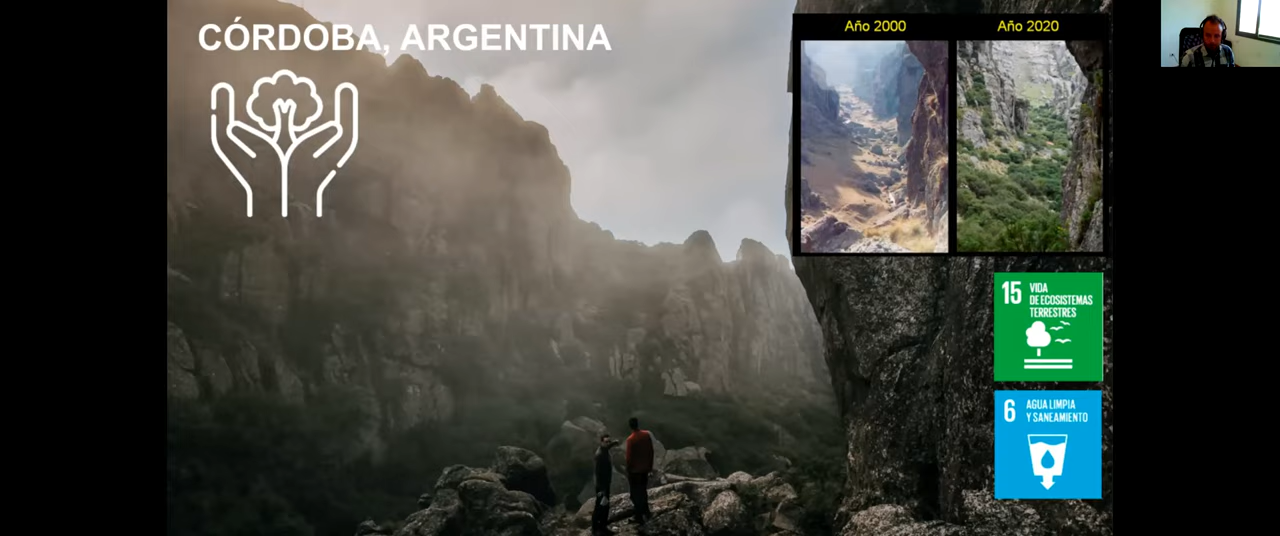 CÓRDOBA, ARGENTINA
Año 2000
Año 2020
15 VIDA
DE ECOSISTEMAS
TERRESTRES
6 AGUA LIMPIA
Y SANEAMIENTO